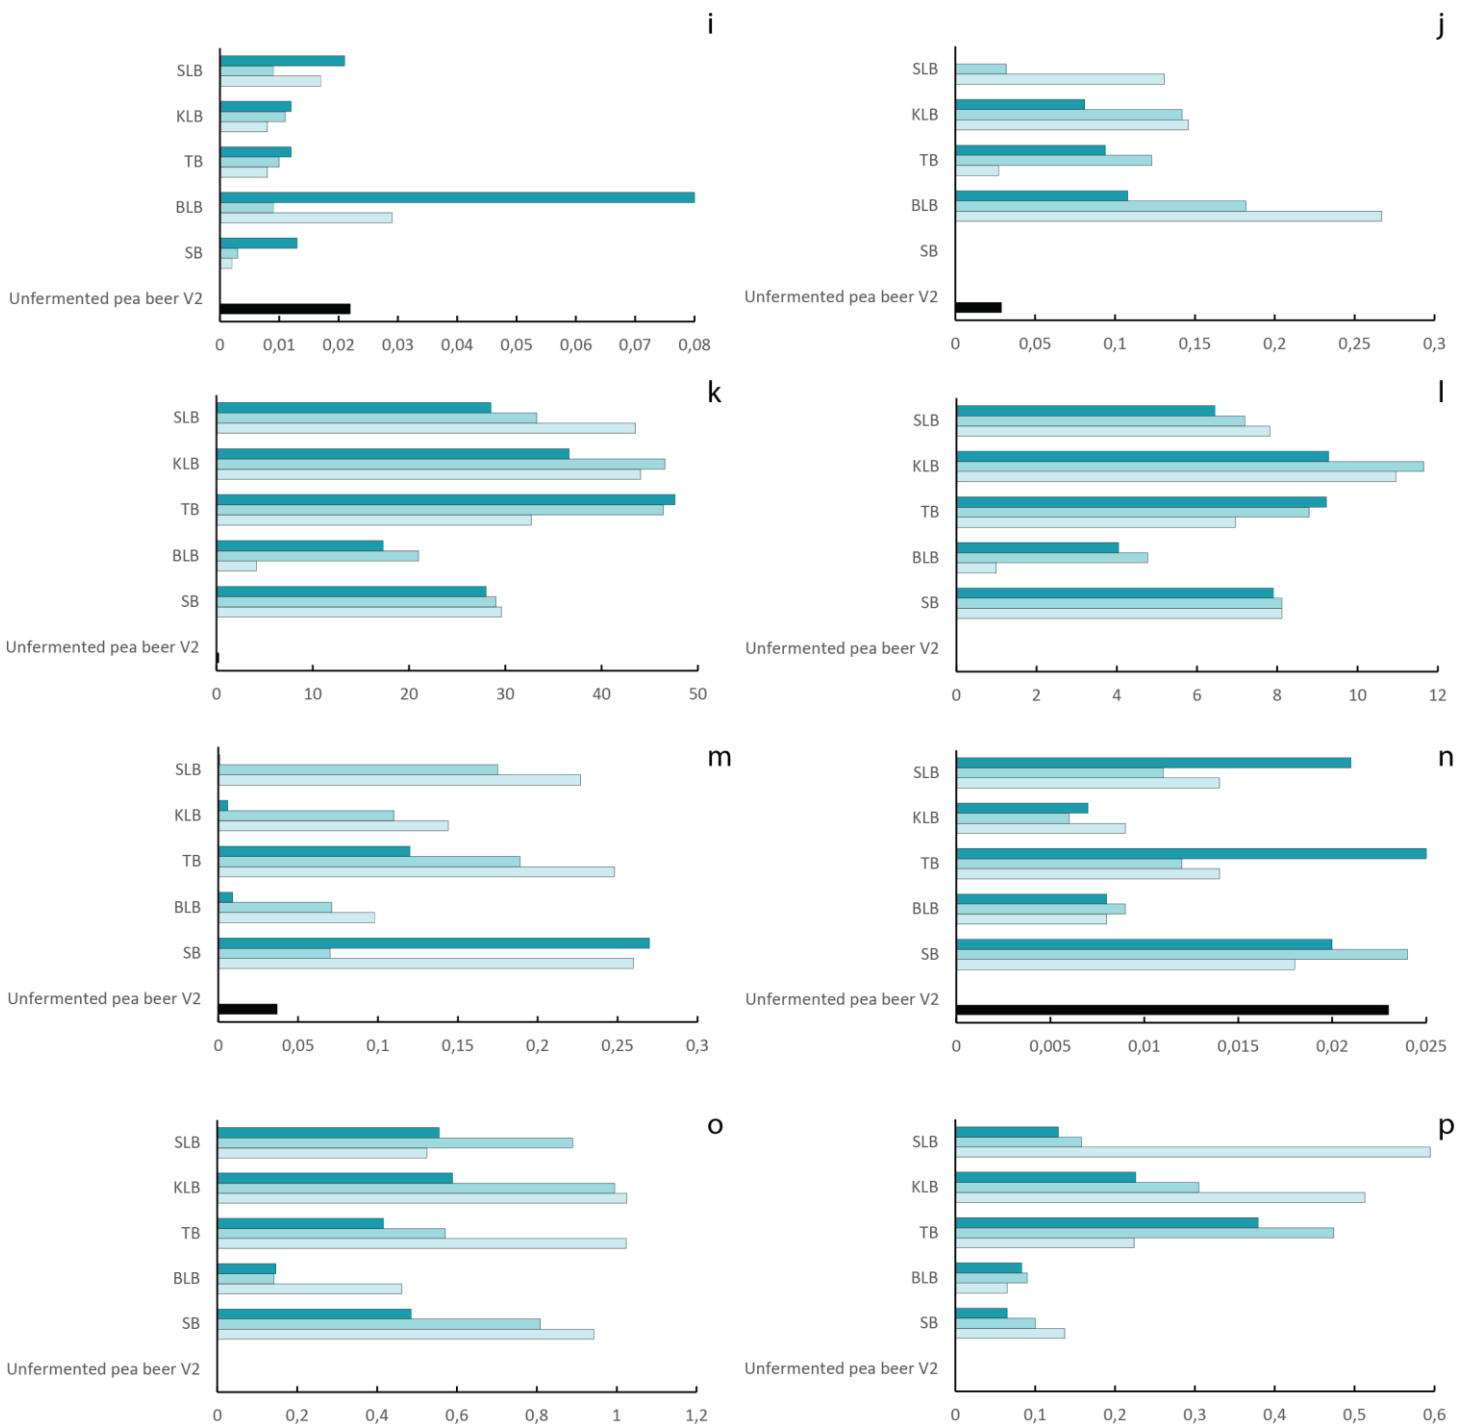 i
SLB
KLB
TB
BLB
SB
Unfermented pea beer V2
0 0,01 0,02 0,03 0,04 0,05 0,06 0,07 0,08
j
SLB
KLB
TB
BLB
SB
Unfermented pea beer V2
0 0,05 0,1 0,15 0,2 0,25 0,3
k
SLB
KLB
TB
BLB
SB
Unfermented pea beer V2
0 10 20 30 40 50
l
SLB
KLB
TB
BLB
SB
Unfermented pea beer V2
0 2 4 6 8 10 12
m
SLB
KLB
TB
BLB
SB
Unfermented pea beer V2
0 0,05 0,1 0,15 0,2 0,25 0,3
n
SLB
KLB
TB
BLB
SB
Unfermented pea beer V2
0 0,005 0,01 0,015 0,02 0,025
o
SLB
KLB
TB
BLB
SB
Unfermented pea beer V2
0 0,2 0,4 0,6 0,8 1 1,2
p
SLB
KLB
TB
BLB
SB
Unfermented pea beer V2
0 0,1 0,2 0,3 0,4 0,5 0,6